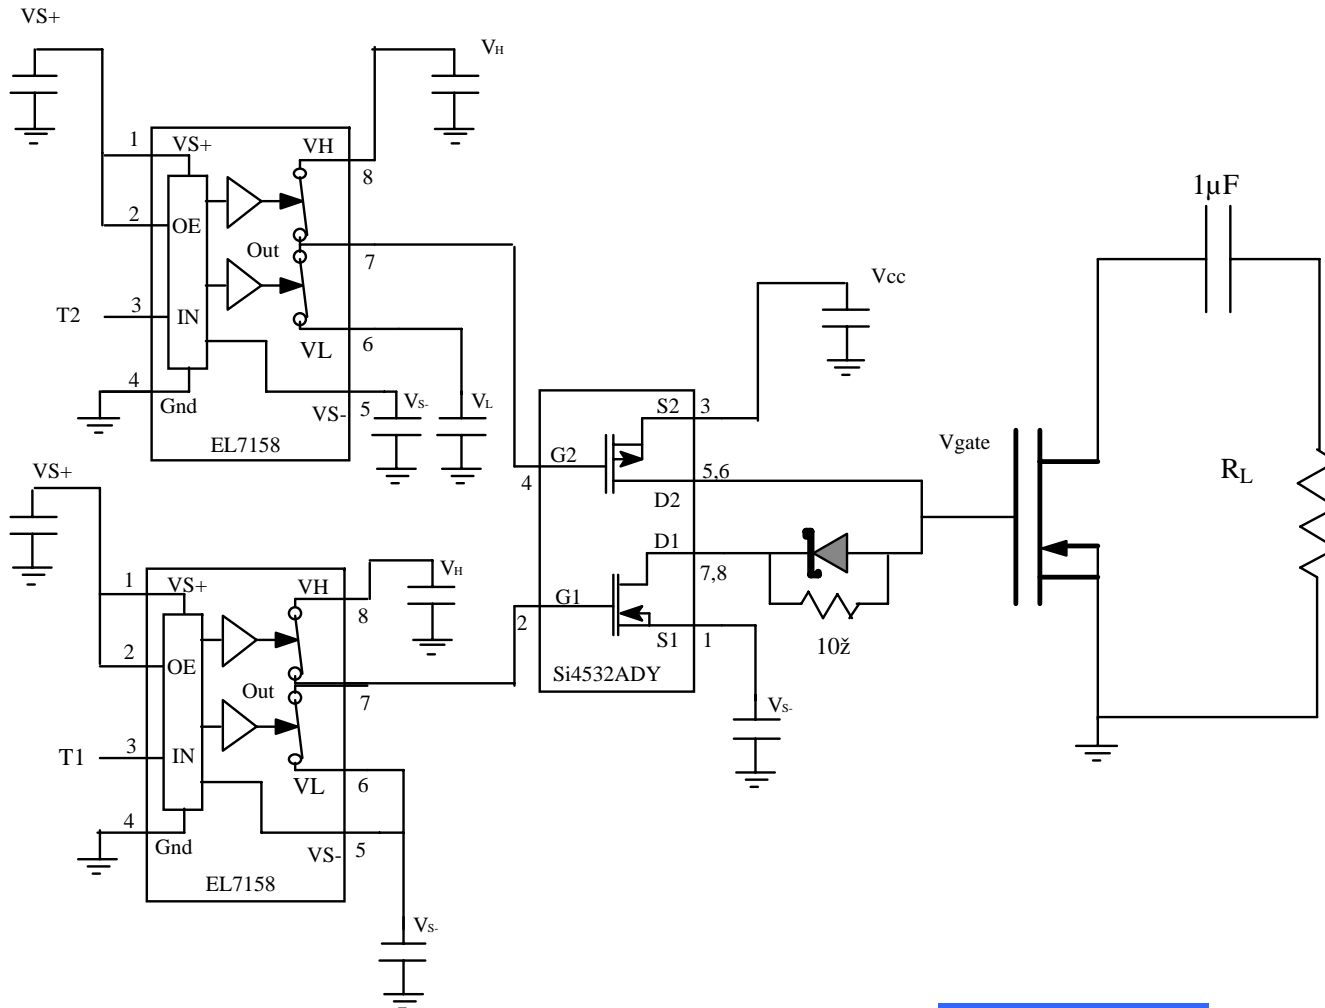 VS+
VH
1
VS+
VH
8
2
OE
Out
7
T2
3
IN
VL
6
4
Gnd
VS-
5
VS-
VL
EL7158
Vcc
S2
3
G2
4
5,6
D2
D1
7,8
G1
2
S1
1
10ž
Si4532ADY
VS-
Vgate
1µF
RL
VS+
VH
1
VS+
VH
8
2
OE
Out
7
T1
3
IN
VL
6
4
Gnd
VS-
5
EL7158
VS-